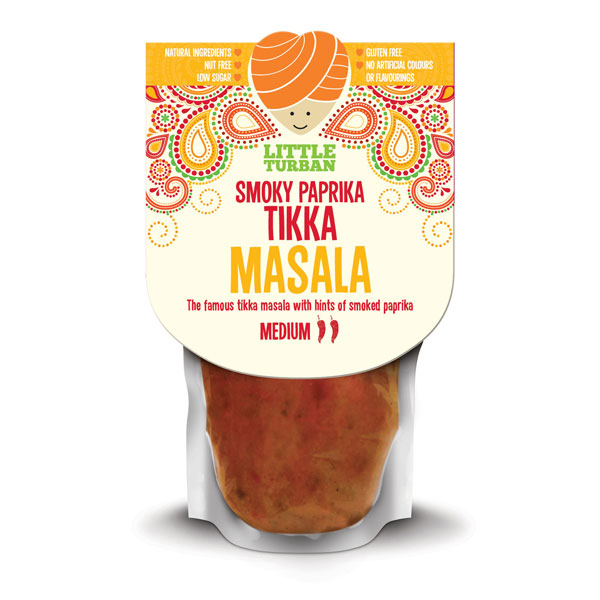 NATURAL INGREDIENTS
NUT FREE
LOW SUGAR
GLUTEN FREE
NO ARTIFICIAL COLOURS
OR FLAVOURINGS
LITTLE
TURBAN
SMOKY PAPRIKA
TIKKA
MASALA
The famous tikka masala with hints of smoked paprika
MEDIUM